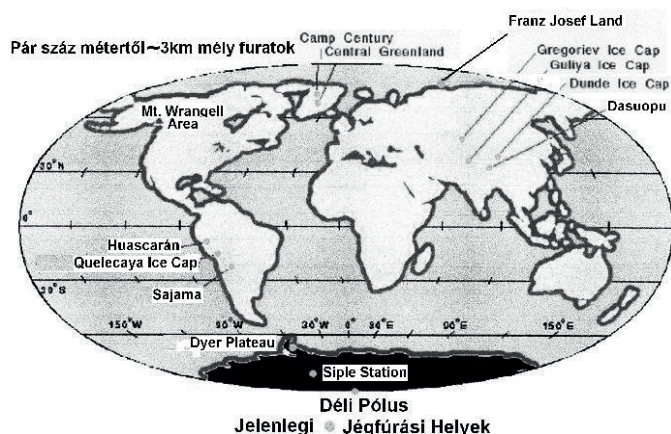 Franz Josef Land
Camp Century
Central Greenland
Pár száz métertől~3km mély furatok
Gregoriev Ice Cap
Guliya Ice Cap
Dunde Ice Cap
Dasuopu
Mt. Wrangell
Area
30°N
0°
30°S
Huascarán
Quelecaya Ice Cap
Sajama
150°W
90°W
30°W
0°
30°E
90°E
150°E
Dyer Plateau
Siple Station
Déli Pólus
Jelenlegi Jégfúrási Helyek